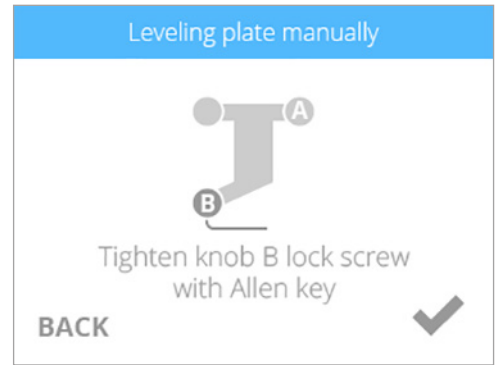 Leveling plate manually
A
B
Tighten knob B lock screw
with Allen key
BACK